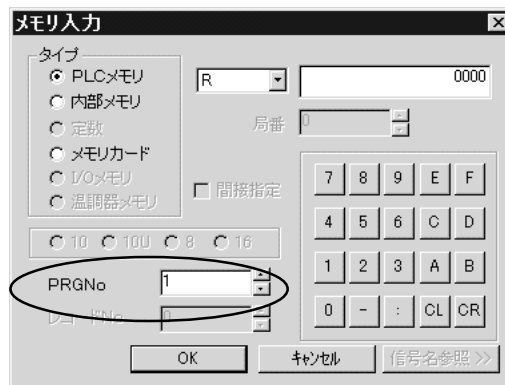 メモリ入力
タイプ
PLCメモリ
内部メモリ
定数
メモリカード
I/Oメモリ
温調器メモリ
R
0000
局番 0
間接指定
7 8 9 E F
4 5 6 C D
1 2 3 A B
0 - : CL CR
10 10U 8 16
PRGNo 1
レコードNo 0
OK キャンセル 信号名参照 >>